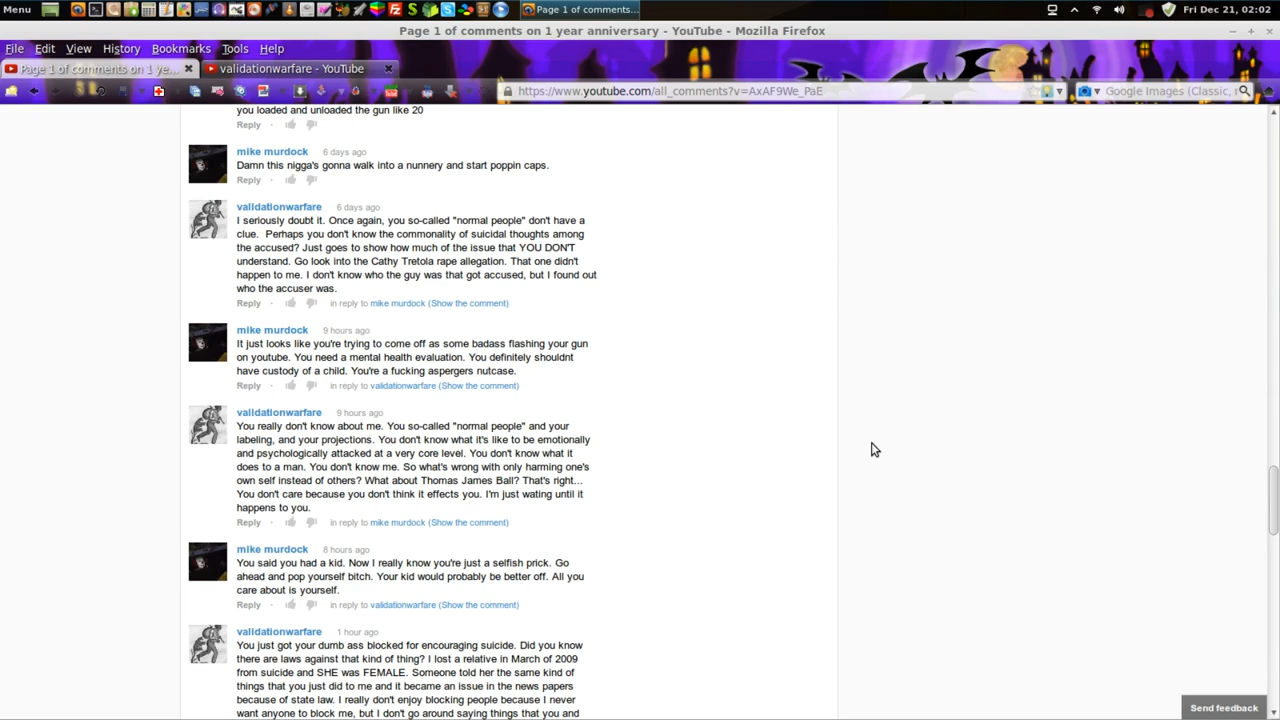 Menu
Page 1 of comments...
Fri Dec 21, 02:02
Page 1 of comments on 1 year anniversary - YouTube - Mozilla Firefox
File Edit View History Bookmarks Tools Help
Page 1 of comments on 1 ye...
validationwarfare - YouTube
https://www.youtube.com/all_comments?v=AxAF9We_PaE
Google Images (Classic,
you loaded and unloaded the gun like 20
Reply ·
mike murdock 6 days ago
Damn this nigga's gonna walk into a nunnery and start poppin caps.
Reply ·
validationwarfare 6 days ago
I seriously doubt it. Once again, you so-called "normal people" don't have a
clue. Perhaps you don't know the commonality of suicidal thoughts among
the accused? Just goes to show how much of the issue that YOU DON'T
understand. Go look into the Cathy Tretola rape allegation. That one didn't
happen to me. I don't know who the guy was that got accused, but I found out
who the accuser was.
Reply · in reply to mike murdock (Show the comment)
mike murdock 9 hours ago
It just looks like you're trying to come off as some badass flashing your gun
on youtube. You need a mental health evaluation. You definitely shouldnt
have custody of a child. You're a fucking aspergers nutcase.
Reply · in reply to validationwarfare (Show the comment)
validationwarfare 9 hours ago
You really don't know about me. You so-called "normal people" and your
labeling, and your projections. You don't know what it's like to be emotionally
and psychologically attacked at a very core level. You don't know what it
does to a man. You don't know me. So what's wrong with only harming one's
own self instead of others? What about Thomas James Ball? That's right...
You don't care because you don't think it effects you. I'm just wating until it
happens to you.
Reply · in reply to mike murdock (Show the comment)
mike murdock 8 hours ago
You said you had a kid. Now I really know you're just a selfish prick. Go
ahead and pop yourself bitch. Your kid would probably be better off. All you
care about is yourself.
Reply · in reply to validationwarfare (Show the comment)
validationwarfare 1 hour ago
You just got your dumb ass blocked for encouraging suicide. Did you know
there are laws against that kind of thing? I lost a relative in March of 2009
from suicide and SHE was FEMALE. Someone told her the same kind of
things that you just did to me and it became an issue in the news papers
because of state law. I really don't enjoy blocking people because I never
want anyone to block me, but I don't go around saying things that you and
Send feedback